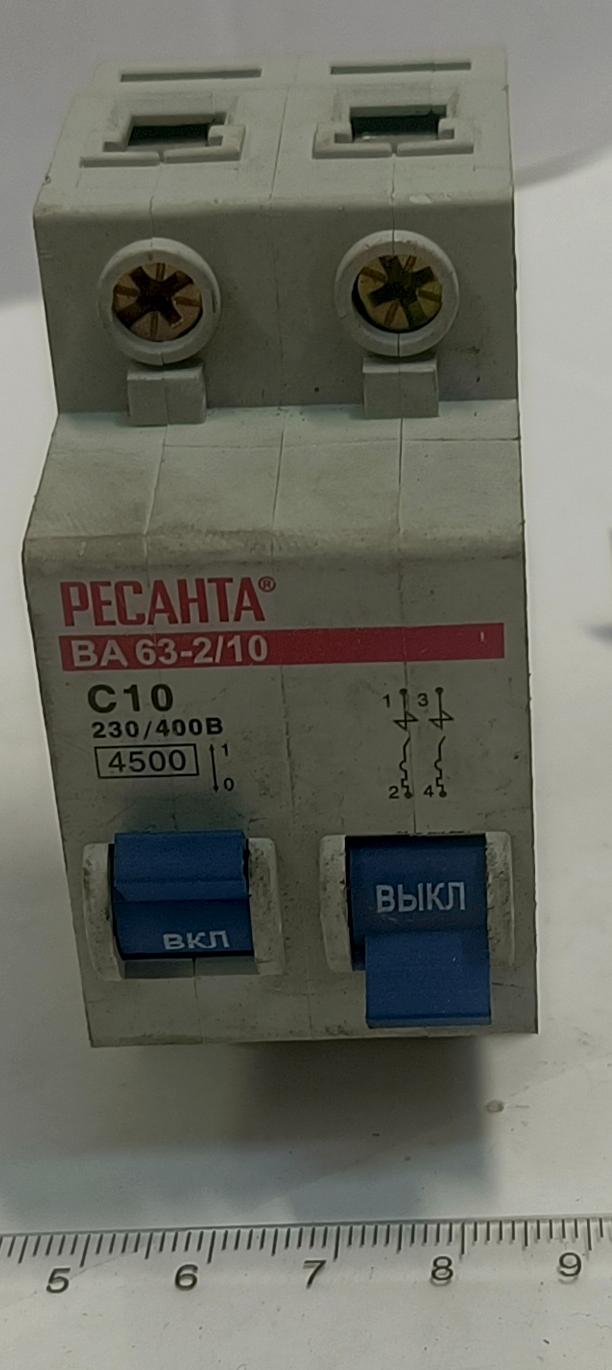 РЕСАНТА®
ВА 63-2/10
C10
230/400В
4500
1
0
1 3
2 4
ВКЛ
ВЫКЛ
5 6 7 8 9